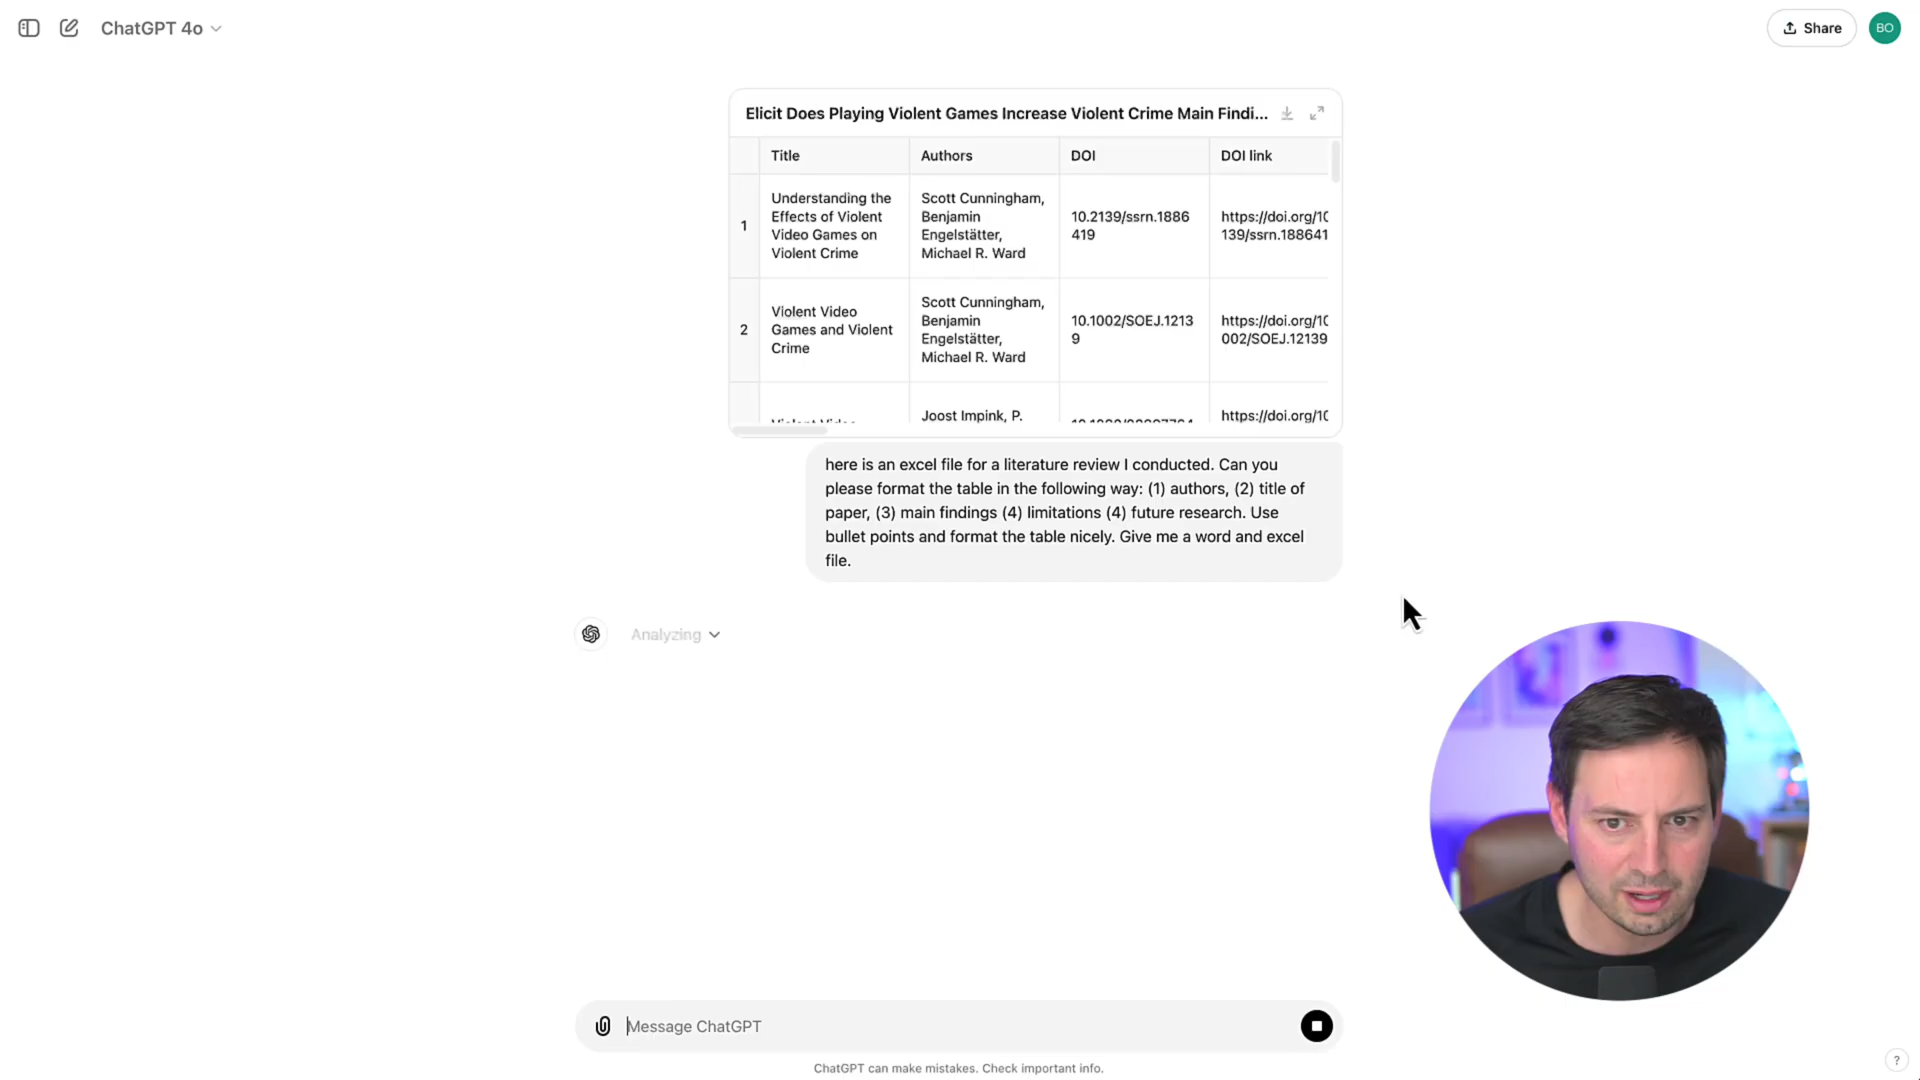 ChatGPT 4o
Share
BO
Elicit Does Playing Violent Games Increase Violent Crime Main Findi...
Title Authors DOI DOI link
1
Understanding the
Effects of Violent
Video Games on
Violent Crime
Scott Cunningham,
Benjamin
Engelstätter,
Michael R. Ward
10.2139/ssrn.1886
419
https://doi.org/10
139/ssrn.188641
2
Violent Video
Games and Violent
Crime
Scott Cunningham,
Benjamin
Engelstätter,
Michael R. Ward
10.1002/SOEJ.1213
9
https://doi.org/10
002/SOEJ.12139
Violent Video
Joost Impink, P.
https://doi.org/10
here is an excel file for a literature review I conducted. Can you
please format the table in the following way: (1) authors, (2) title of
paper, (3) main findings (4) limitations (4) future research. Use
bullet points and format the table nicely. Give me a word and excel
file.
Analyzing
Message ChatGPT
ChatGPT can make mistakes. Check important info.
?